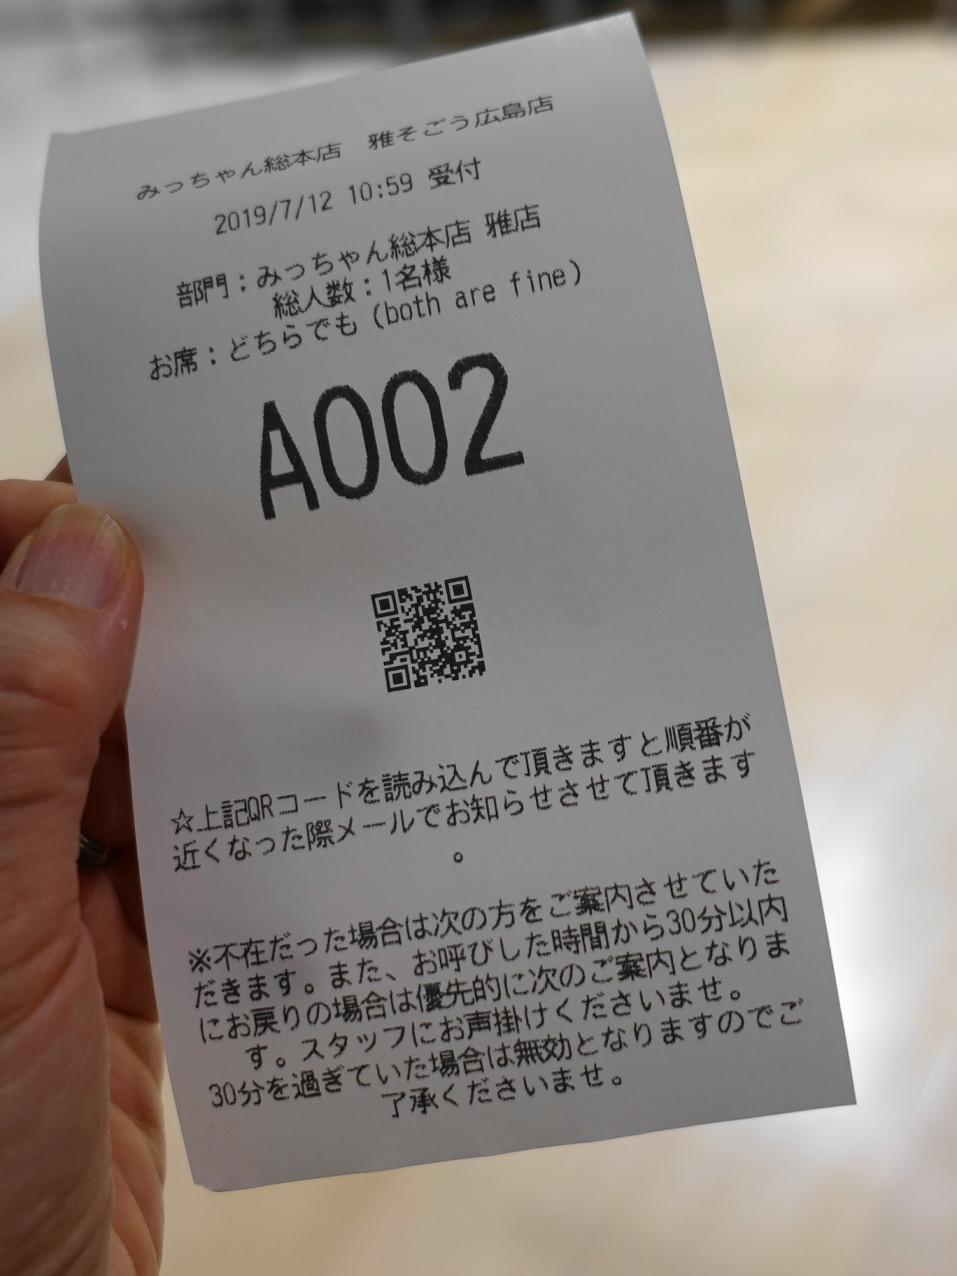 みっちゃん総本店　雅そごう広島店
2019/7/12 10:59 受付
部門：みっちゃん総本店 雅店
総人数：1名様
お席：どちらでも (both are fine)
A002
☆上記QRコードを読み込んで頂きますと順番が
近くなった際メールでお知らせさせて頂きます
。
※不在だった場合は次の方をご案内させていた
だきます。また、お呼びした時間から30分以内
にお戻りの場合は優先的に次のご案内となりま
す。スタッフにお声掛けくださいませ。
30分を過ぎていた場合は無効となりますのでご
了承くださいませ。